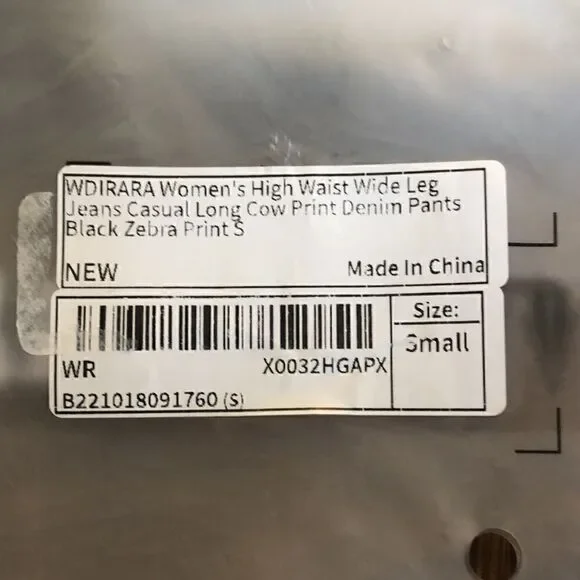 WDIRARA Women's High Waist Wide Leg
Jeans Casual Long Cow Print Denim Pants
Black Zebra Print S
NEW Made In China
Size:
Small
WR X0032HGAPX
B221018091760 (S)